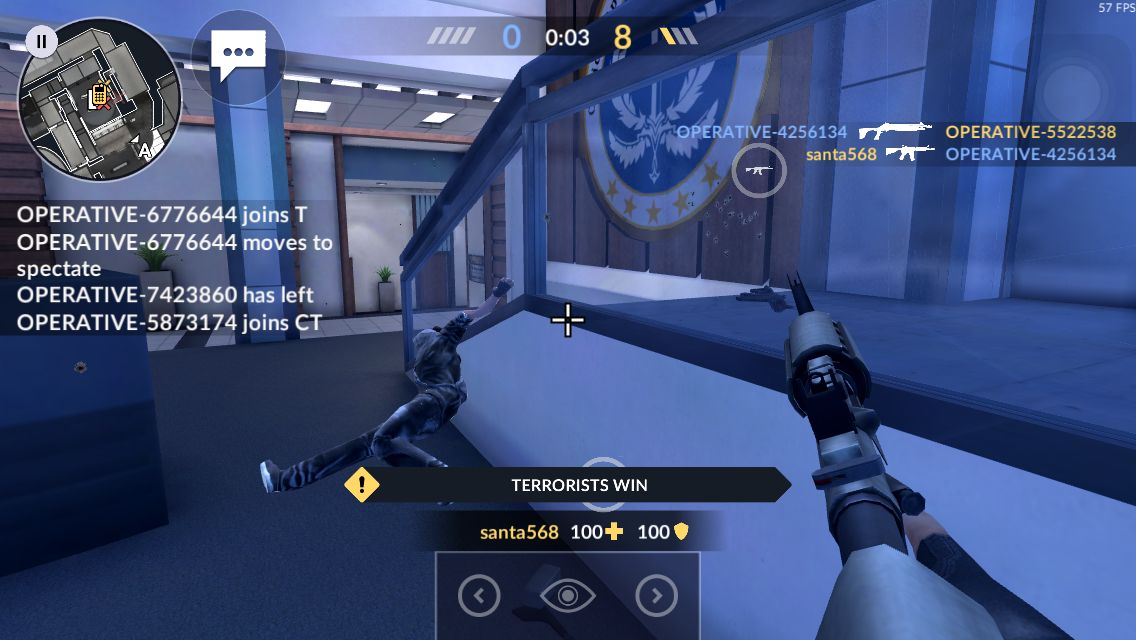 57 FPS
0 0:03 8
OPERATIVE-4256134 OPERATIVE-5522538
santa568 OPERATIVE-4256134
A
OPERATIVE-6776644 joins T
OPERATIVE-6776644 moves to
spectate
OPERATIVE-7423860 has left
OPERATIVE-5873174 joins CT
! TERRORISTS WIN
santa568 100 100